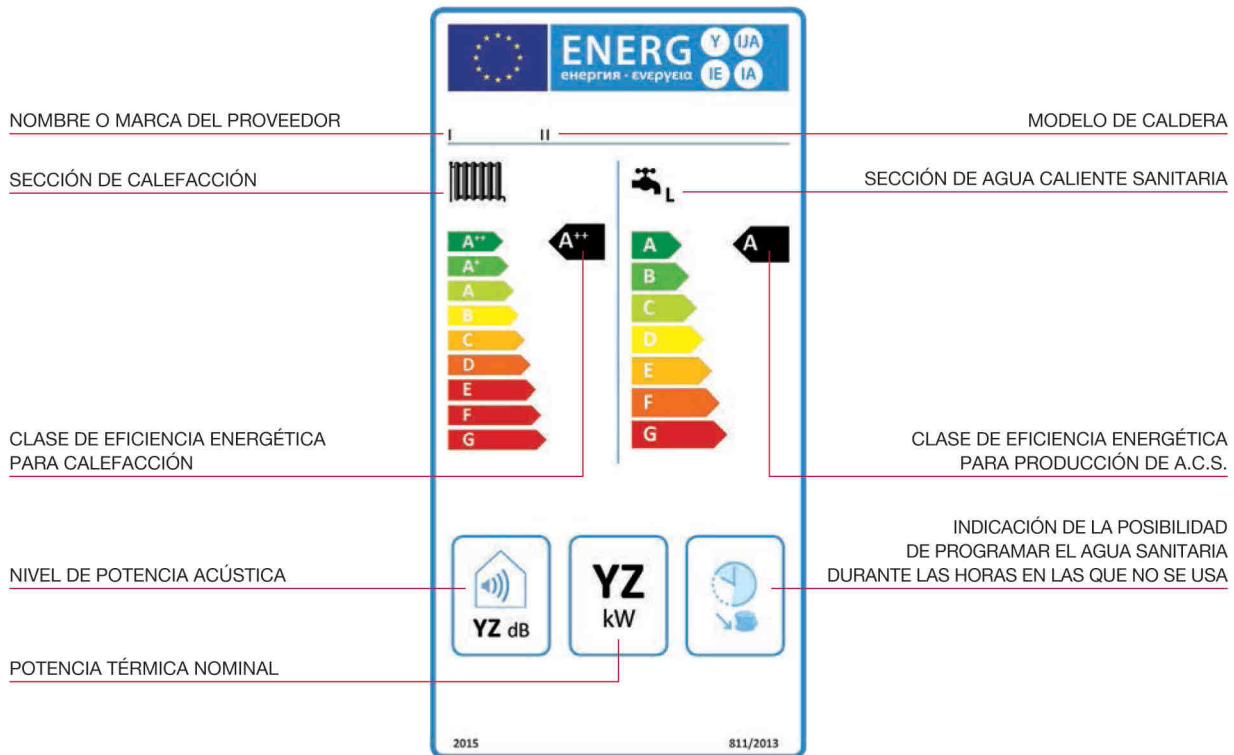 ENERG Y IJA
енергия · ενεργεια IE IA
NOMBRE O MARCA DEL PROVEEDOR
I II
MODELO DE CALDERA
SECCIÓN DE CALEFACCIÓN
L
SECCIÓN DE AGUA CALIENTE SANITARIA
A++
A+
A
B
C
D
E
F
G
A++
A
B
C
D
E
F
G
A
CLASE DE EFICIENCIA ENERGÉTICA
PARA CALEFACCIÓN
CLASE DE EFICIENCIA ENERGÉTICA
PARA PRODUCCIÓN DE A.C.S.
INDICACIÓN DE LA POSIBILIDAD
DE PROGRAMAR EL AGUA SANITARIA
DURANTE LAS HORAS EN LAS QUE NO SE USA
NIVEL DE POTENCIA ACÚSTICA
YZ dB
YZ
kW
POTENCIA TÉRMICA NOMINAL
2015
811/2013